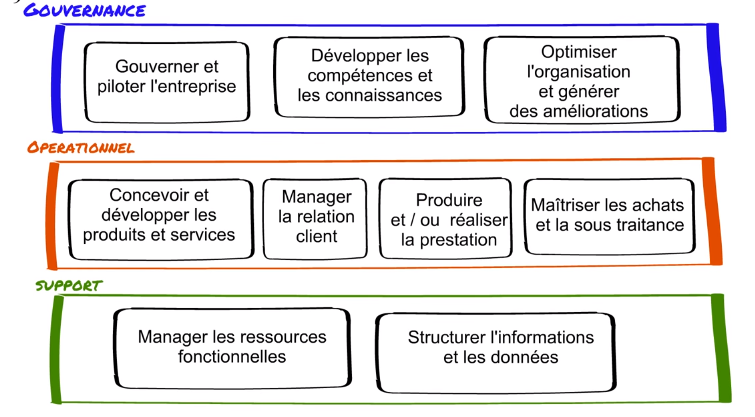 GOUVERNANCE
Gouverner et
piloter l'entreprise
Développer les
compétences et
les connaissances
Optimiser
l'organisation
et générer
des améliorations
OPERATIONNEL
Concevoir et
développer les
produits et services
Manager
la relation
client
Produire
et / ou réaliser
la prestation
Maîtriser les achats
et la sous traitance
SUPPORT
Manager les ressources
fonctionnelles
Structurer l'informations
et les données